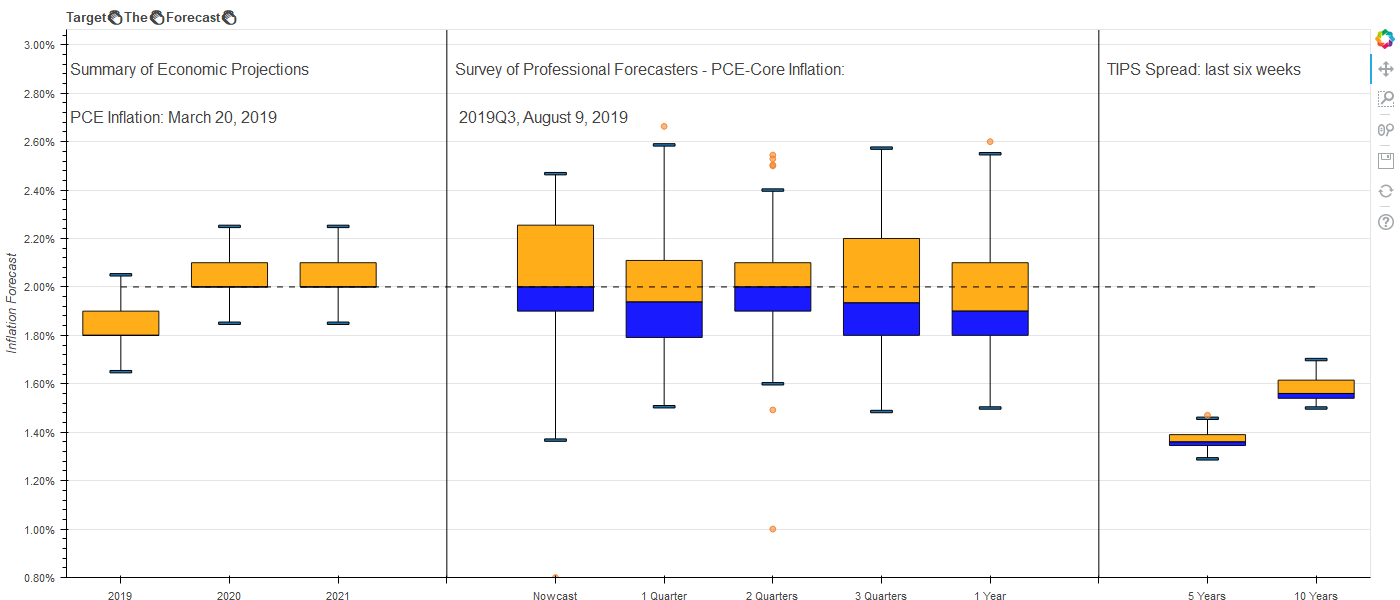 Target👏The👏Forecast👏
Summary of Economic Projections
PCE Inflation: March 20, 2019
Survey of Professional Forecasters - PCE-Core Inflation:
2019Q3, August 9, 2019
TIPS Spread: last six weeks
Inflation Forecast
3.00%
2.80%
2.60%
2.40%
2.20%
2.00%
1.80%
1.60%
1.40%
1.20%
1.00%
0.80%
2019
2020
2021
Nowcast
1 Quarter
2 Quarters
3 Quarters
1 Year
5 Years
10 Years